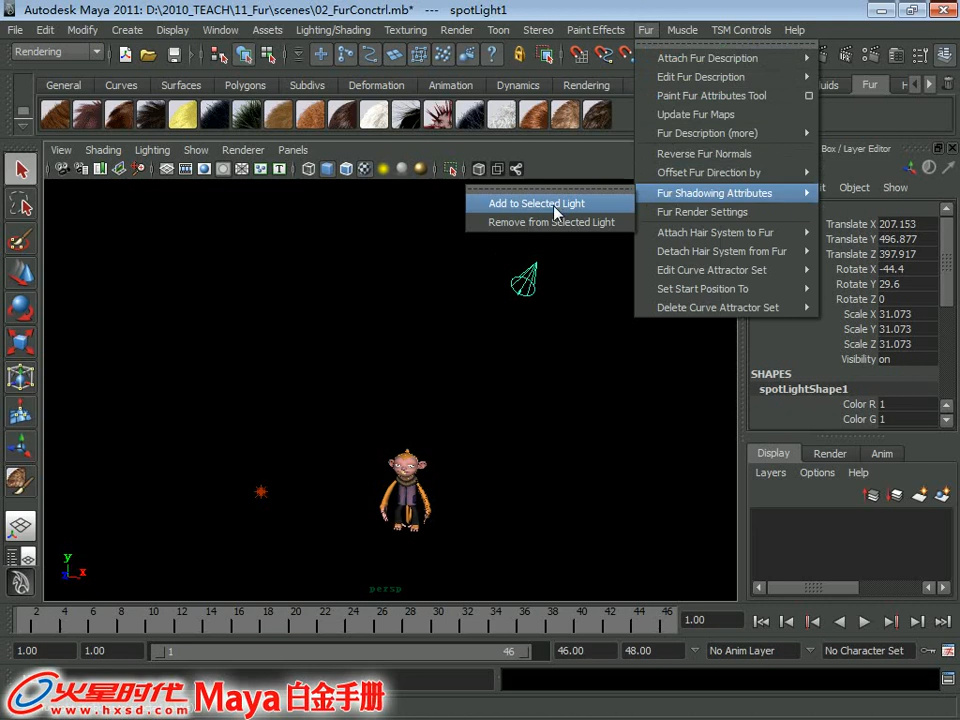 Autodesk Maya 2011: D:\2010_TEACH\11_Fur\scenes\02_FurConctrl.mb* --- spotLight1
File Edit Modify Create Display Window Assets Lighting/Shading Texturing Render Toon Stereo Paint Effects Fur Muscle TSM Controls Help
Rendering
General Curves Surfaces Polygons Subdivs Deformation Animation Dynamics Rendering
uids Fur H
Attach Fur Description
Edit Fur Description
Paint Fur Attributes Tool
Update Fur Maps
Fur Description (more)
Reverse Fur Normals
Offset Fur Direction by
Fur Shadowing Attributes
Fur Render Settings
Attach Hair System to Fur
Detach Hair System from Fur
Edit Curve Attractor Set
Set Start Position To
Delete Curve Attractor Set
Add to Selected Light
Remove from Selected Light
View Shading Lighting Show Renderer Panels
Box / Layer Editor
it Object Show
Translate X 207.153
Translate Y 496.877
Translate Z 397.917
Rotate X -44.4
Rotate Y 29.6
Rotate Z 0
Scale X 31.073
Scale Y 31.073
Scale Z 31.073
Visibility on
SHAPES
spotLightShape1
Color R 1
Color G 1
Display Render Anim
Layers Options Help
y
z x
persp
2 4 6 8 10 12 14 16 18 20 22 24 26 28 30 32 34 36 38 40 42 44 46
1.00
1.00 1.00 1 46 46.00 48.00 No Anim Layer No Character Set
火星时代 Maya白金手册
www.hxsd.com